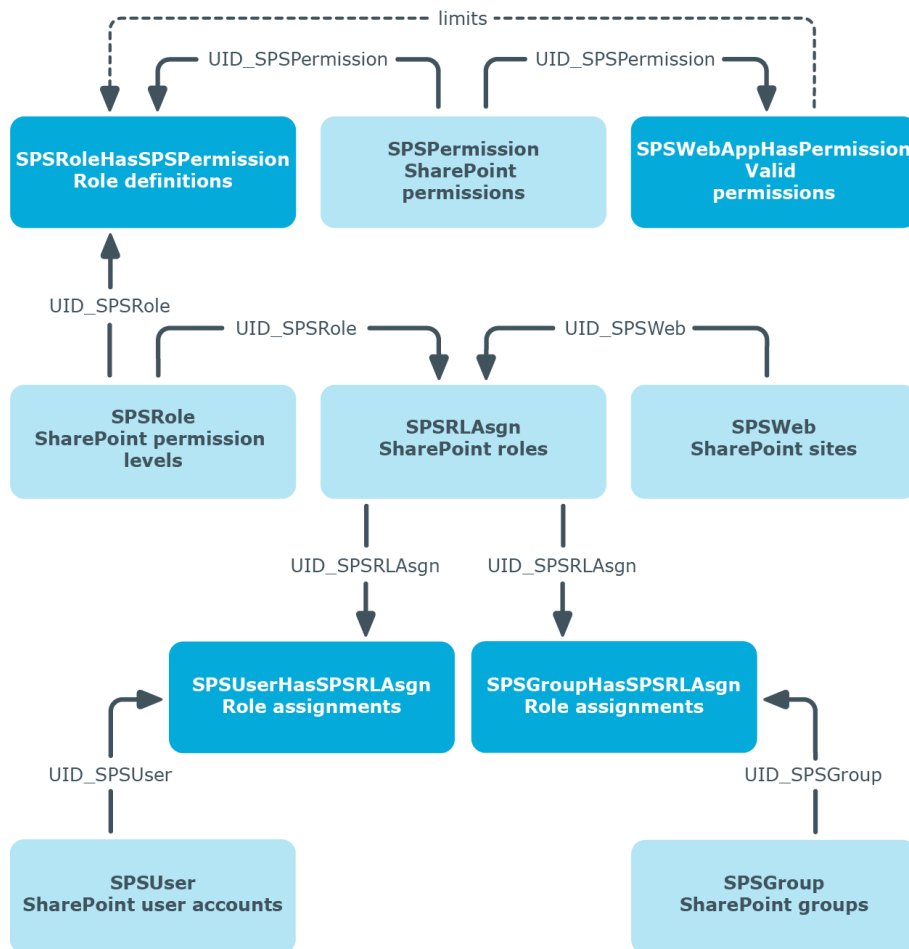 limits
UID_SPSPermission
UID_SPSPermission
SPSRoleHasSPSPermission
Role definitions
SPSPermission
SharePoint
permissions
SPSWebAppHasPermission
Valid
permissions
UID_SPSRole
UID_SPSRole
UID_SPSWeb
SPSRole
SharePoint permission
levels
SPSRLAsgn
SharePoint roles
SPSWeb
SharePoint sites
UID_SPSRLAsgn
UID_SPSRLAsgn
SPSUserHasSPSRLAsgn
Role assignments
SPSGroupHasSPSRLAsgn
Role assignments
UID_SPSUser
UID_SPSGroup
SPSUser
SharePoint user accounts
SPSGroup
SharePoint groups